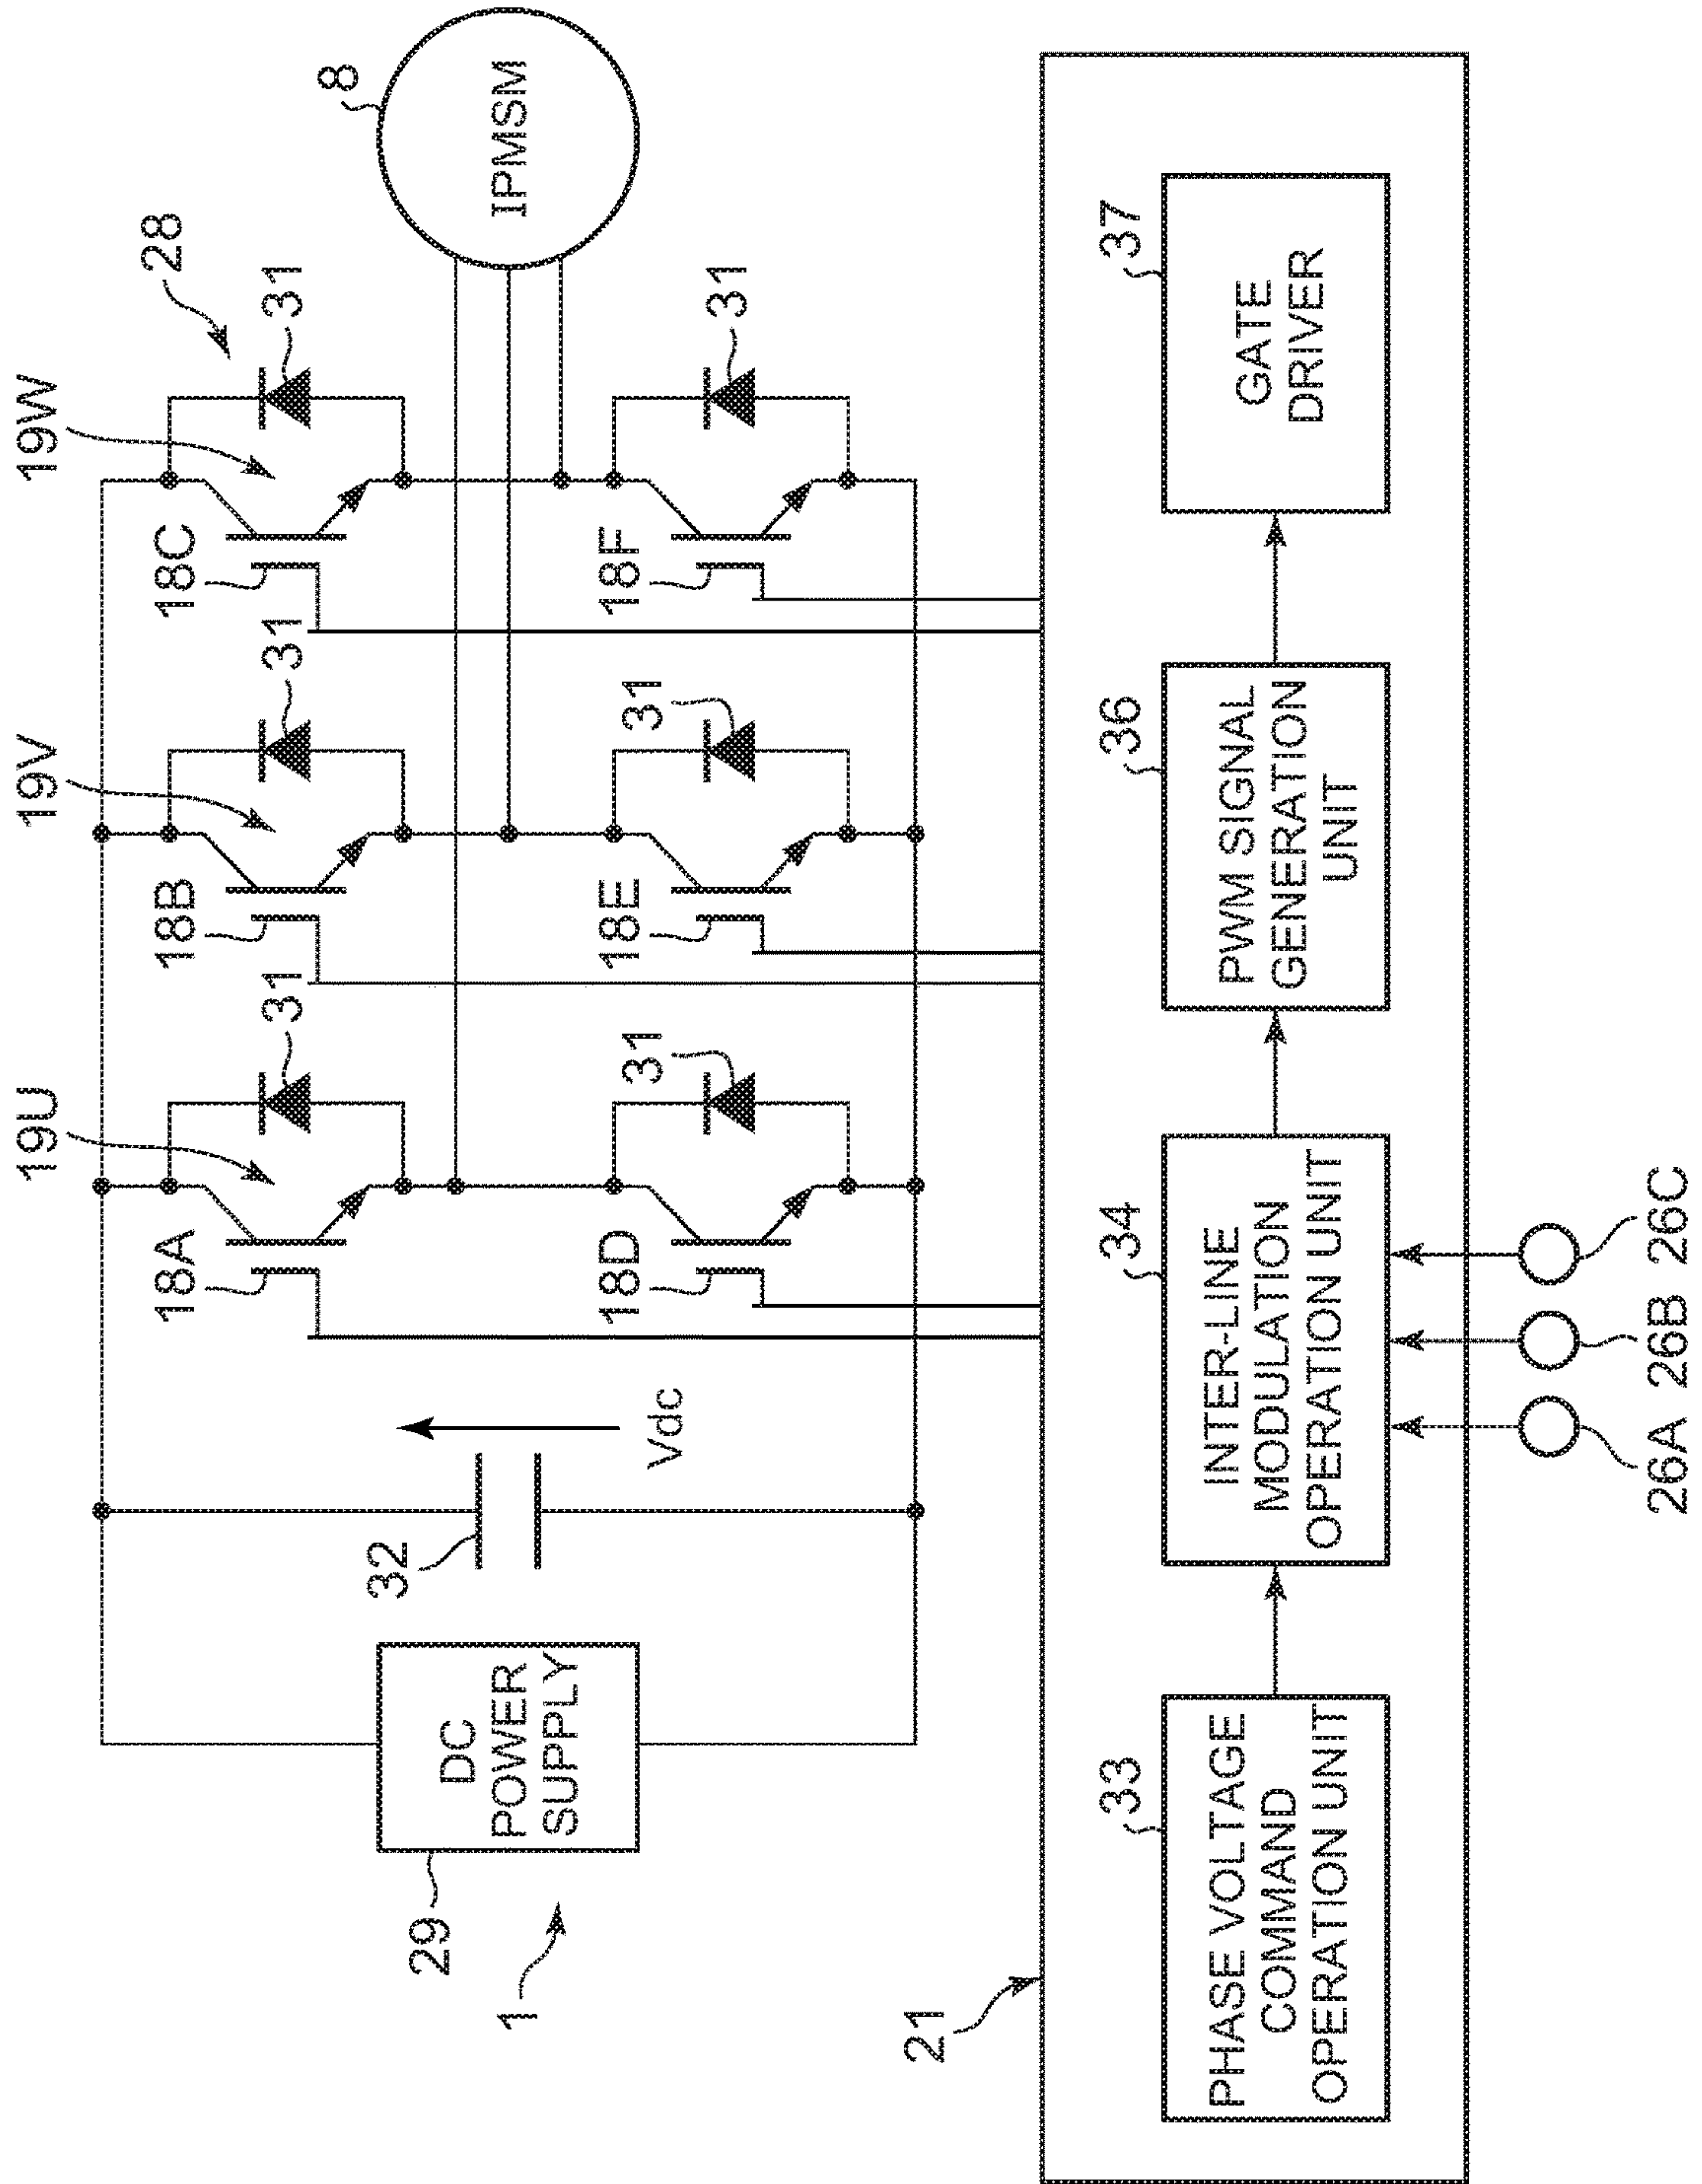 19U
19V
19W
28
18A
31
18B
31
18C
31
8
IPMSM
29
DC
POWER
SUPPLY
32
Vdc
1
18D
31
18E
31
18F
31
21
33
PHASE VOLTAGE
COMMAND
OPERATION UNIT
34
INTER-LINE
MODULATION
OPERATION UNIT
36
PWM SIGNAL
GENERATION
UNIT
37
GATE
DRIVER
26A 26B 26C